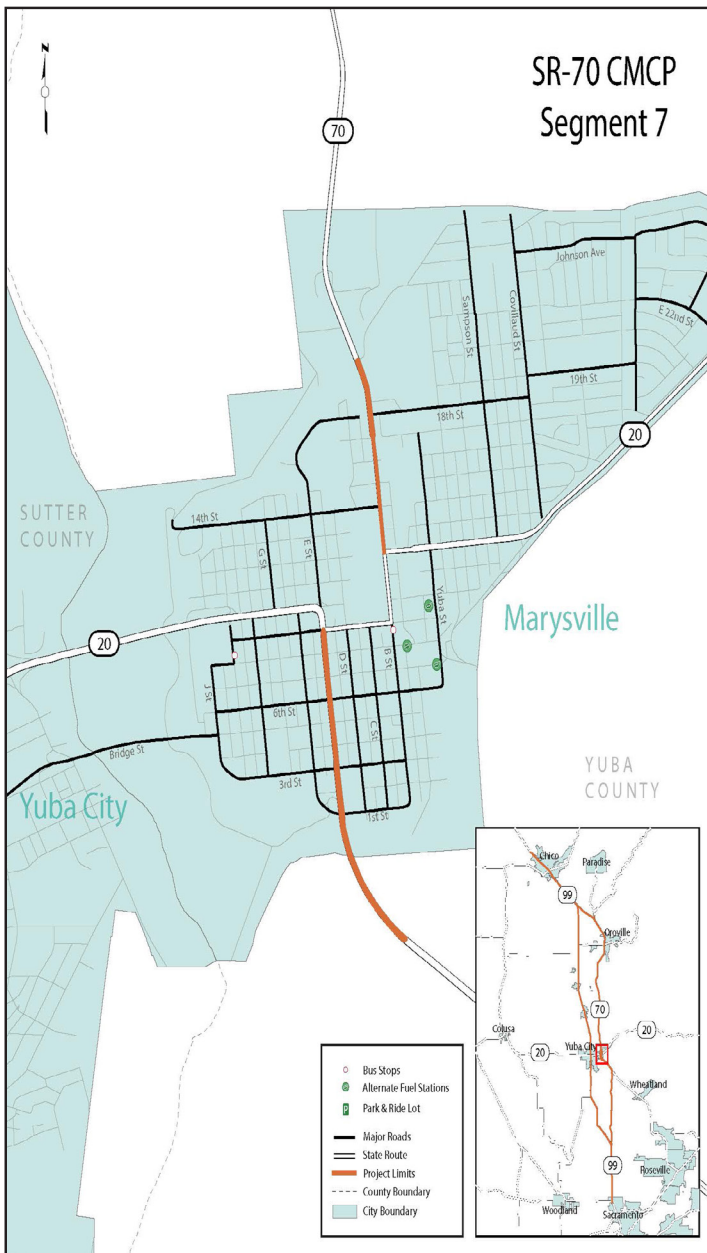 SR-70 CMCP
Segment 7
N
70
Johnson Ave
Sampson St
Covillaud St
E 22nd St
19th St
18th St
20
SUTTER
COUNTY
14th St
G St
E St
Yuba St
Marysville
20
D St
B St
J St
6th St
C St
Bridge St
3rd St
1st St
Yuba City
YUBA
COUNTY
Chico
Paradise
99
Oroville
70
Colusa
20
Yuba City
20
Wheatland
99
Roseville
Woodland
Sacramento
Bus Stops
Alternate Fuel Stations
P Park & Ride Lot
Major Roads
State Route
Project Limits
County Boundary
City Boundary